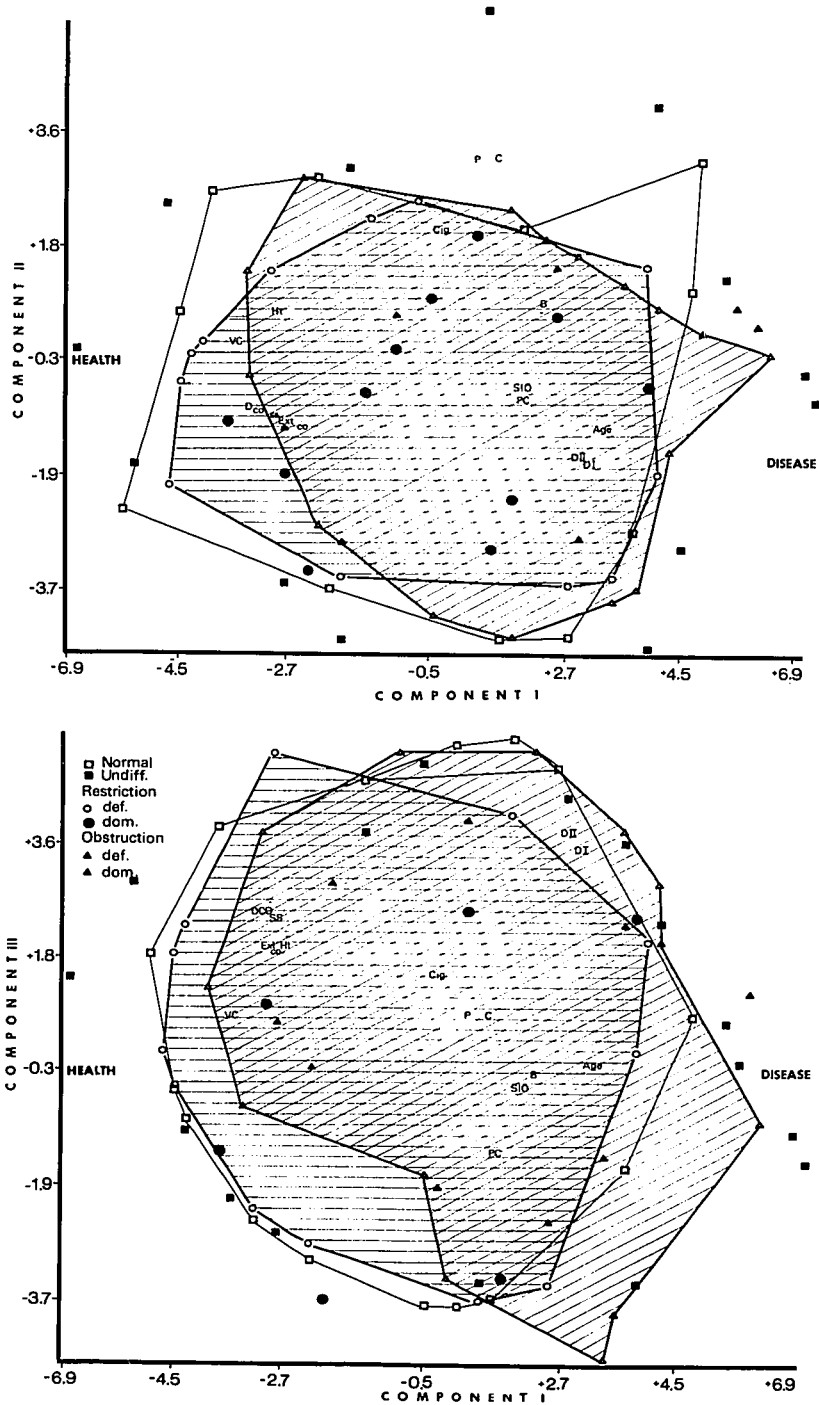 +3.6
P C
Cig
+1.8
B
Ht
VC
-0.3
HEALTH
SIO
PC
Dco
Ext co
Age
DII
DI
-1.9
DISEASE
-3.7
COMPONENT II
-6.9 -4.5 -2.7 -0.5 +2.7 +4.5 +6.9
COMPONENT I
Normal
Undiff.
Restriction
def.
dom.
Obstruction
def.
dom.
+3.6
DII
DI
SB
Ext Ht
co
+1.8
Cig
VC
P C
-0.3
HEALTH
Age
B
SIO
DISEASE
PC
-1.9
-3.7
COMPONENT III
-6.9 -4.5 -2.7 -0.5 +2.7 +4.5 +6.9
COMPONENT I